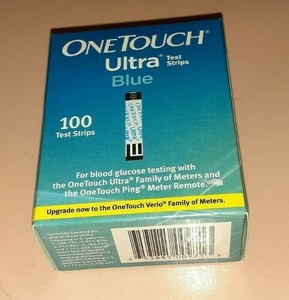 ONETOUCH®
Ultra® Test
Strips
Blue
100
Test Strips
For blood glucose testing with
the OneTouch Ultra® Family of Meters and
the OneTouch Ping® Meter Remote.
Upgrade now to the OneTouch Verio® Family of Meters.